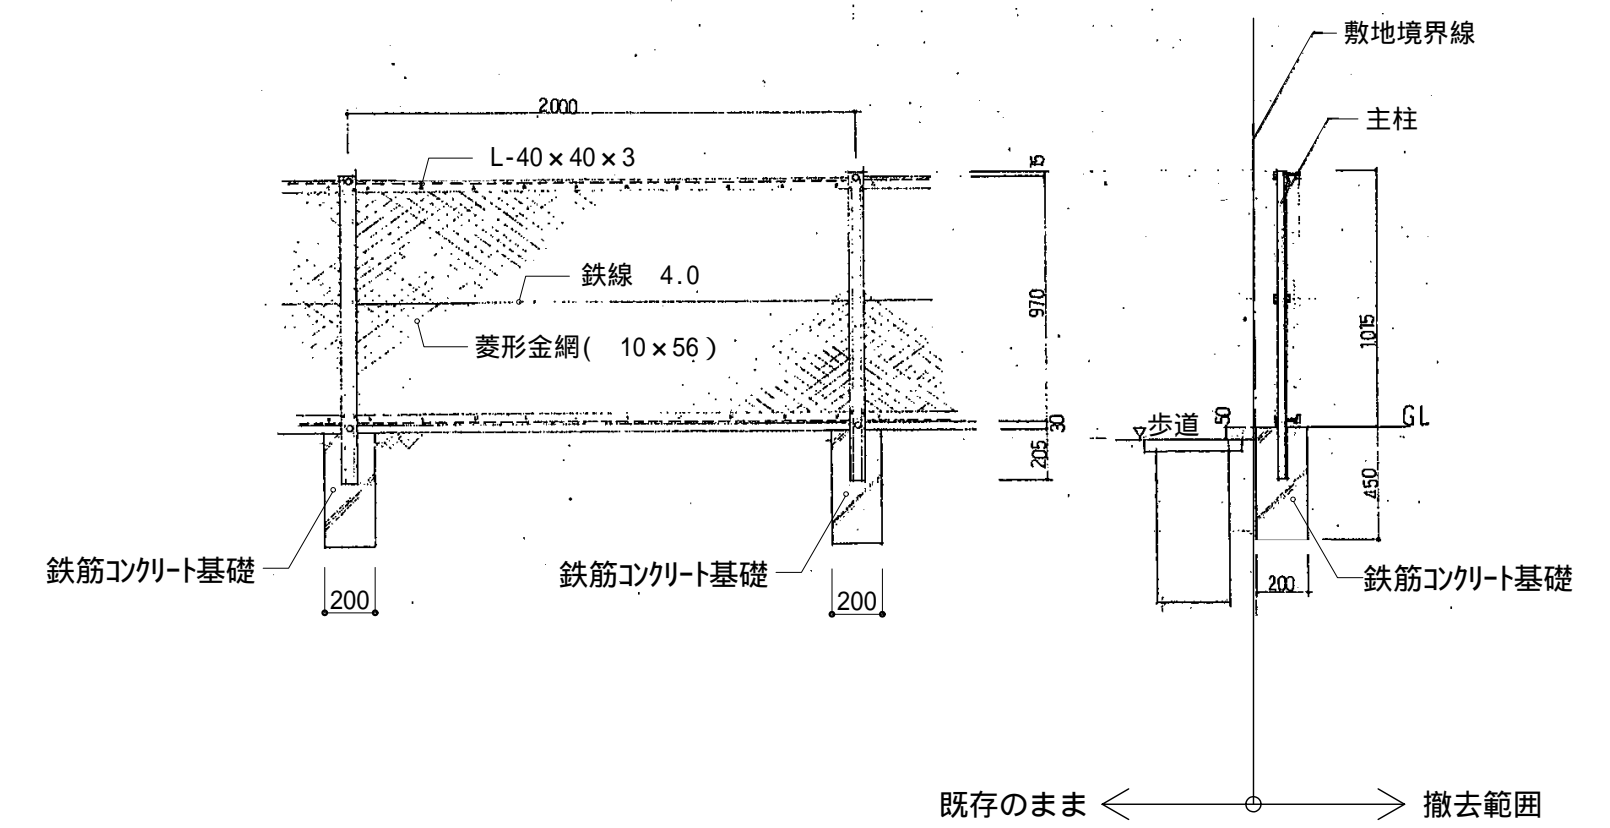 敷地境界線
2000
主柱
L-40×40×3
15
鉄線 4.0
970
1015
菱形金網( 10×56)
30
50
歩道
GL
205
450
鉄筋コンクリート基礎
鉄筋コンクリート基礎
鉄筋コンクリート基礎
200
200
200
既存のまま
撤去範囲